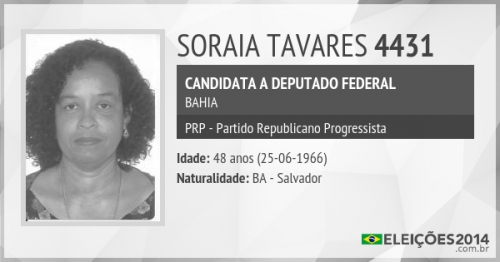 SORAIA TAVARES 4431
CANDIDATA A DEPUTADO FEDERAL
BAHIA
PRP - Partido Republicano Progressista
Idade: 48 anos (25-06-1966)
Naturalidade: BA - Salvador
ELEIÇÕES2014
.com.br